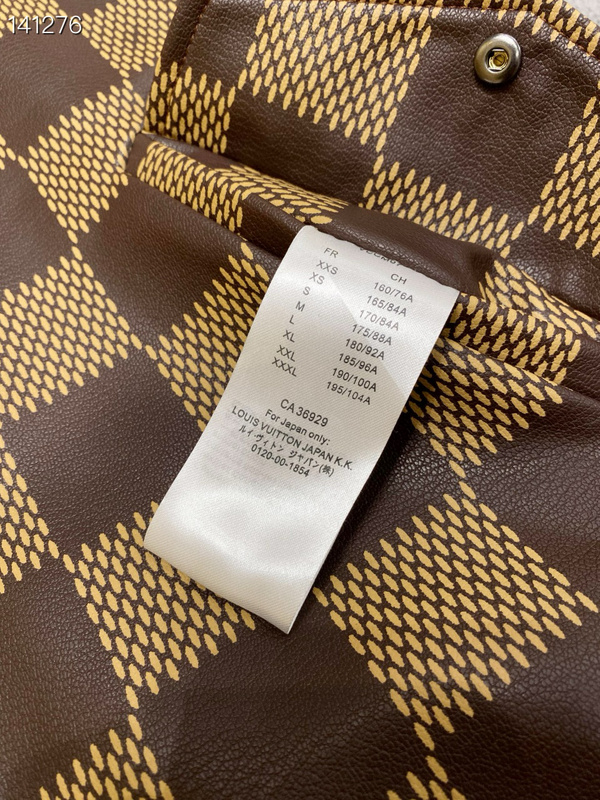 141276
FR CH
XXS 160/76A
XS 165/84A
S 170/84A
M 175/88A
L 180/92A
XL 185/96A
XXL 190/100A
XXXL 195/104A
CA 36929
For Japan only:
LOUIS VUITTON JAPAN K.K.
ルイ・ヴィトン ジャパン(株)
0120-00-1854